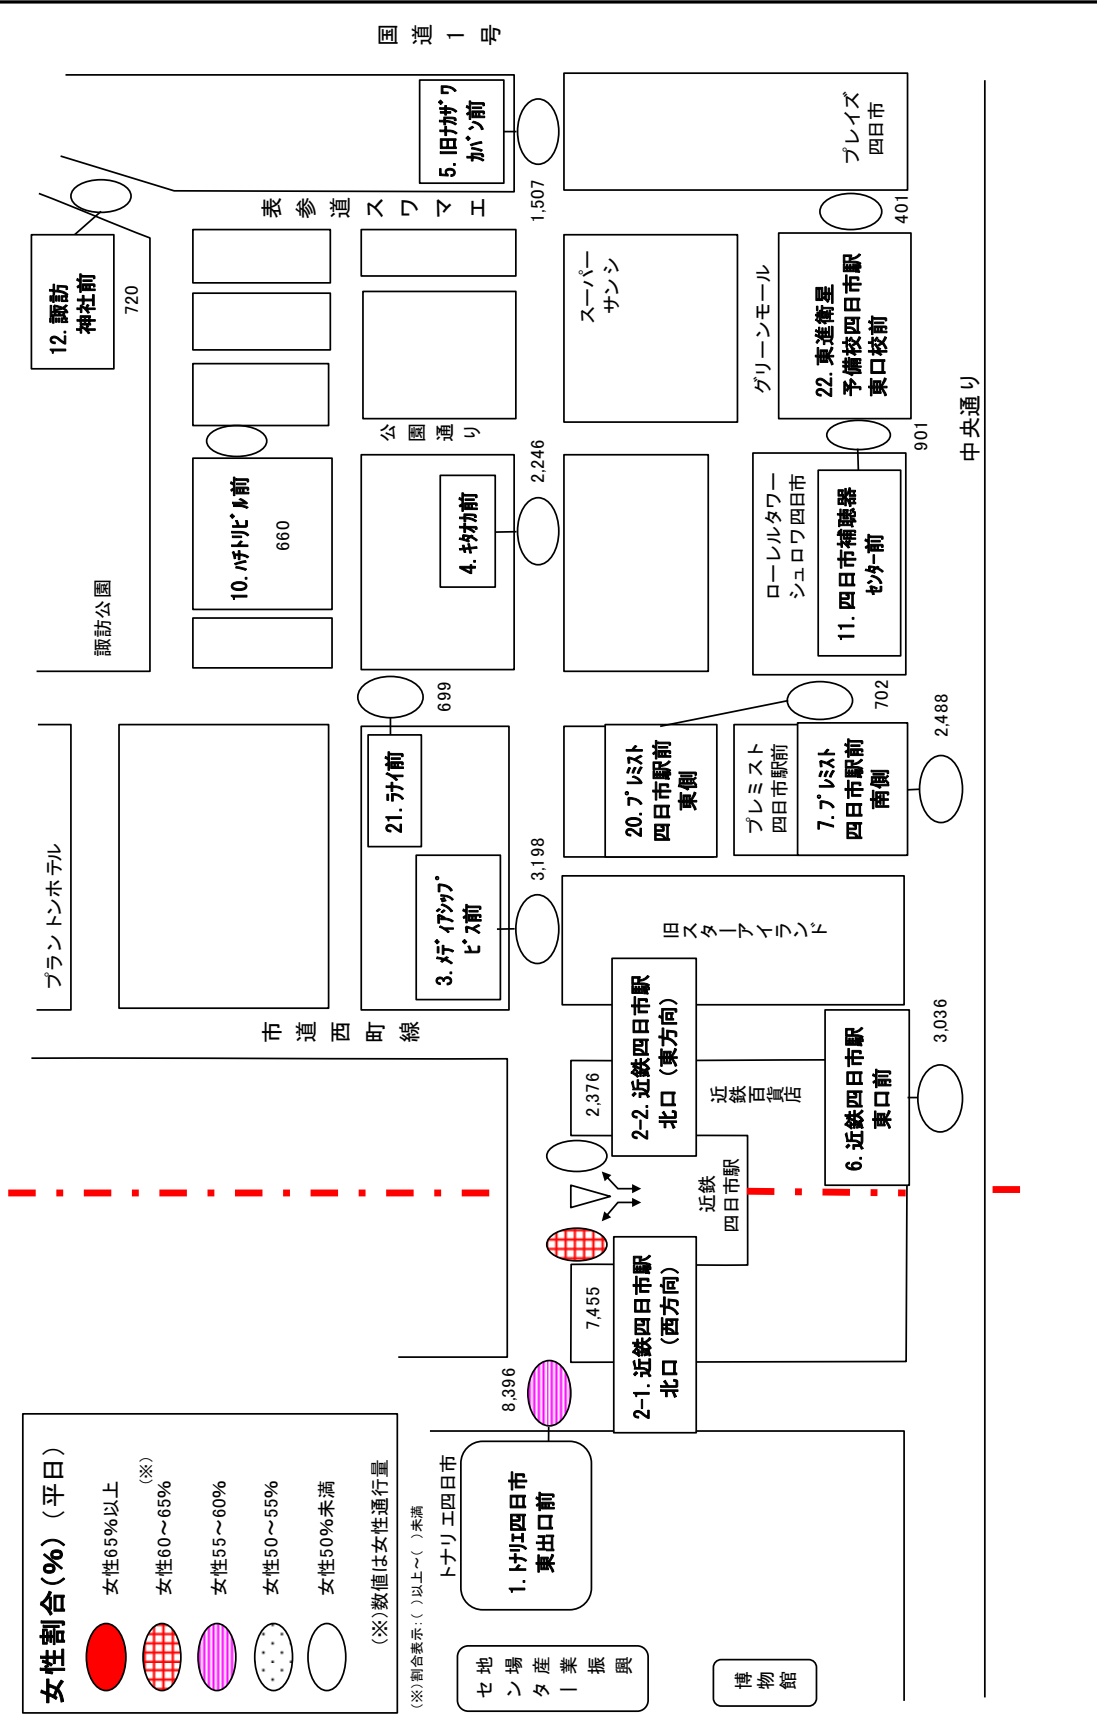 女性割合(%)（平日）
女性65%以上
女性60～65%
(※)
女性55～60%
女性50～55%
女性50%未満
(※)数値は女性通行量
(※)割合表示：( )以上～( )未満
トナリエ四日市
1.ﾄﾅﾘｴ四日市
東出口前
8,396
地場産業振興
センター
博物館
7,455
2-1.近鉄四日市駅
北口（西方向）
2,376
2-2.近鉄四日市駅
北口（東方向）
近鉄
四日市駅
近鉄
百貨店
6.近鉄四日市駅
東口前
3,036
市道西町線
プラントンホテル
3.ﾒﾃﾞｨｱｼｯﾌﾟ
ﾋﾞｽ前
3,198
21.ﾗﾅｲ前
699
旧スターアイランド
20.ﾌﾟﾚﾐｽﾄ
四日市駅前
東側
702
プレミスト
四日市駅前
7.ﾌﾟﾚﾐｽﾄ
四日市駅前
南側
2,488
諏訪公園
10.ﾊﾁﾄﾘﾋﾞﾙ前
660
公園通り
4.ｷﾀｵｶ前
2,246
ローレルタワー
シュロワ四日市
11.四日市補聴器
ｾﾝﾀｰ前
901
12.諏訪
神社前
720
表参道スワマエ
5.旧ﾅｶｻﾞﾜ
ｶﾊﾞﾝ前
1,507
スーパー
サンシ
グリーンモール
22.東進衛星
予備校四日市駅
東口校前
401
プレイズ
四日市
中央通り
国道1号